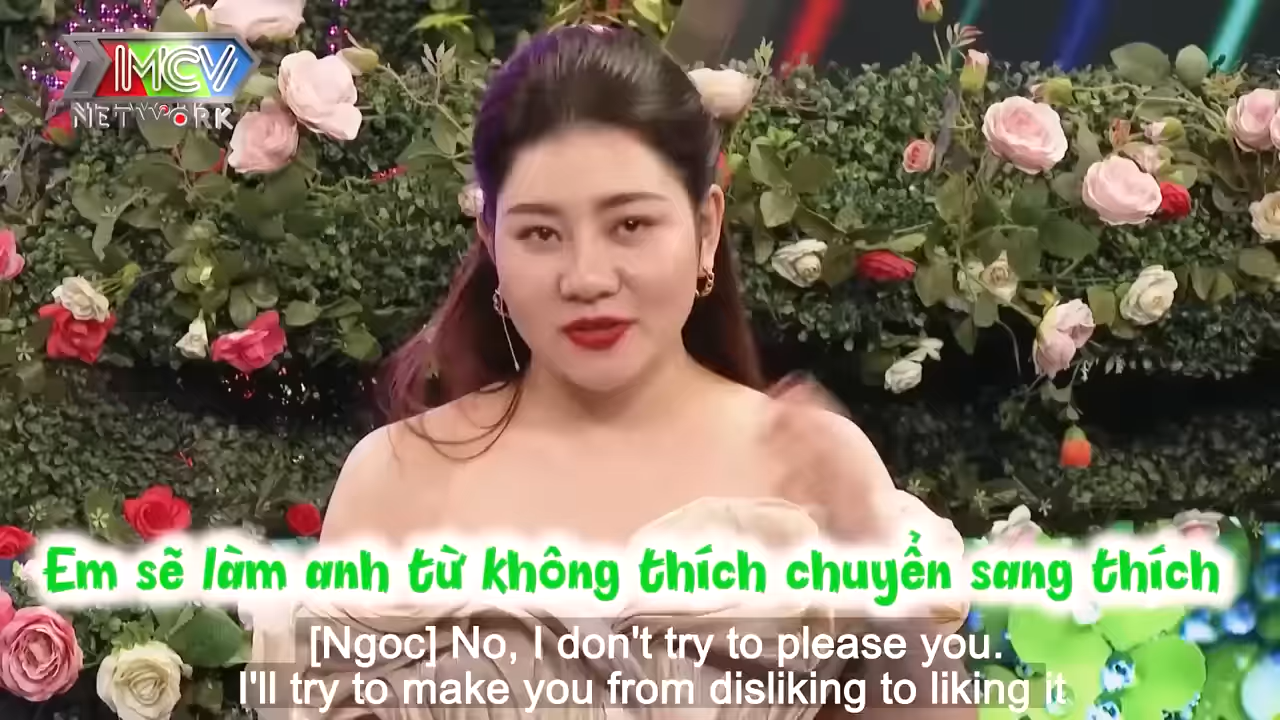 MCV
NETWORK
Em sẽ làm anh từ không thích chuyển sang thích
[Ngoc] No, I don't try to please you.
I'll try to make you from disliking to liking it